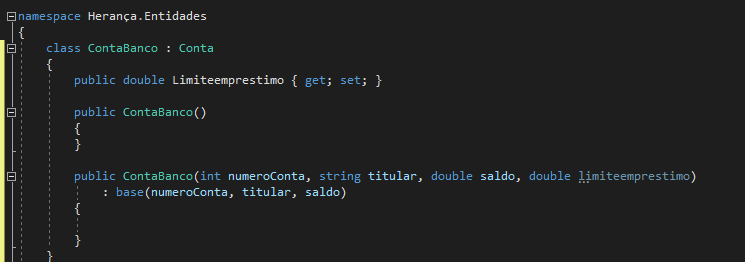 namespace Herança.Entidades
{
class ContaBanco : Conta
{
public double Limiteemprestimo { get; set; }
public ContaBanco()
{
}
public ContaBanco(int numeroConta, string titular, double saldo, double limiteemprestimo)
: base(numeroConta, titular, saldo)
{
}
}